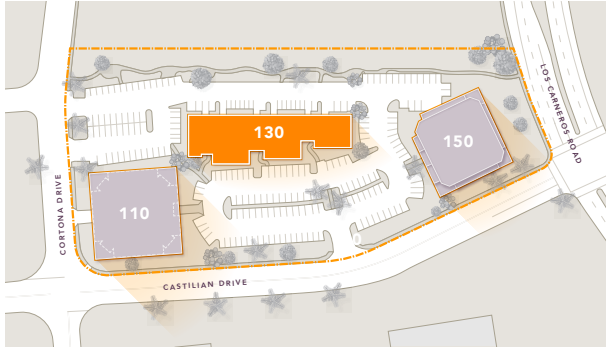 130
150
110
LOS CARNEROS ROAD
CORTONA DRIVE
CASTILIAN DRIVE